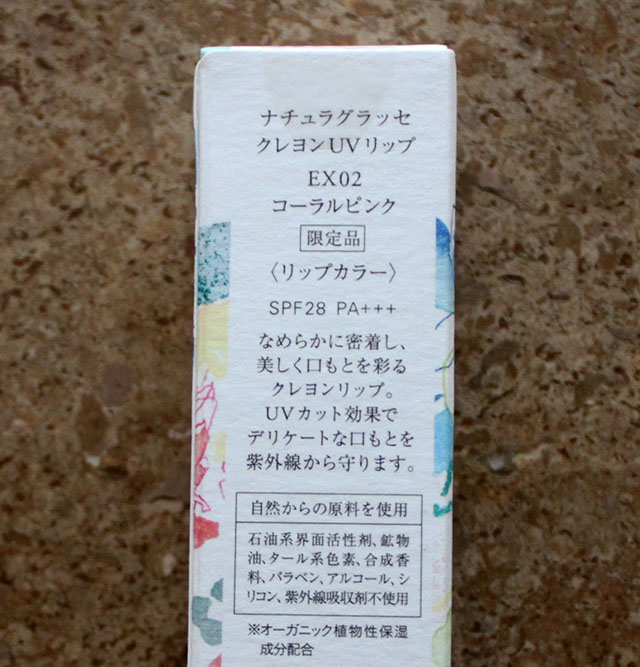 ナチュラグラッセ
クレヨンUVリップ
EX02
コーラルピンク
限定品
〈リップカラー〉
SPF28 PA+++
なめらかに密着し、
美しく口もとを彩る
クレヨンリップ。
UVカット効果で
デリケートな口もとを
紫外線から守ります。
自然からの原料を使用
石油系界面活性剤、鉱物
油、タール系色素、合成香
料、パラベン、アルコール、シ
リコン、紫外線吸収剤不使用
※オーガニック植物性保湿
成分配合